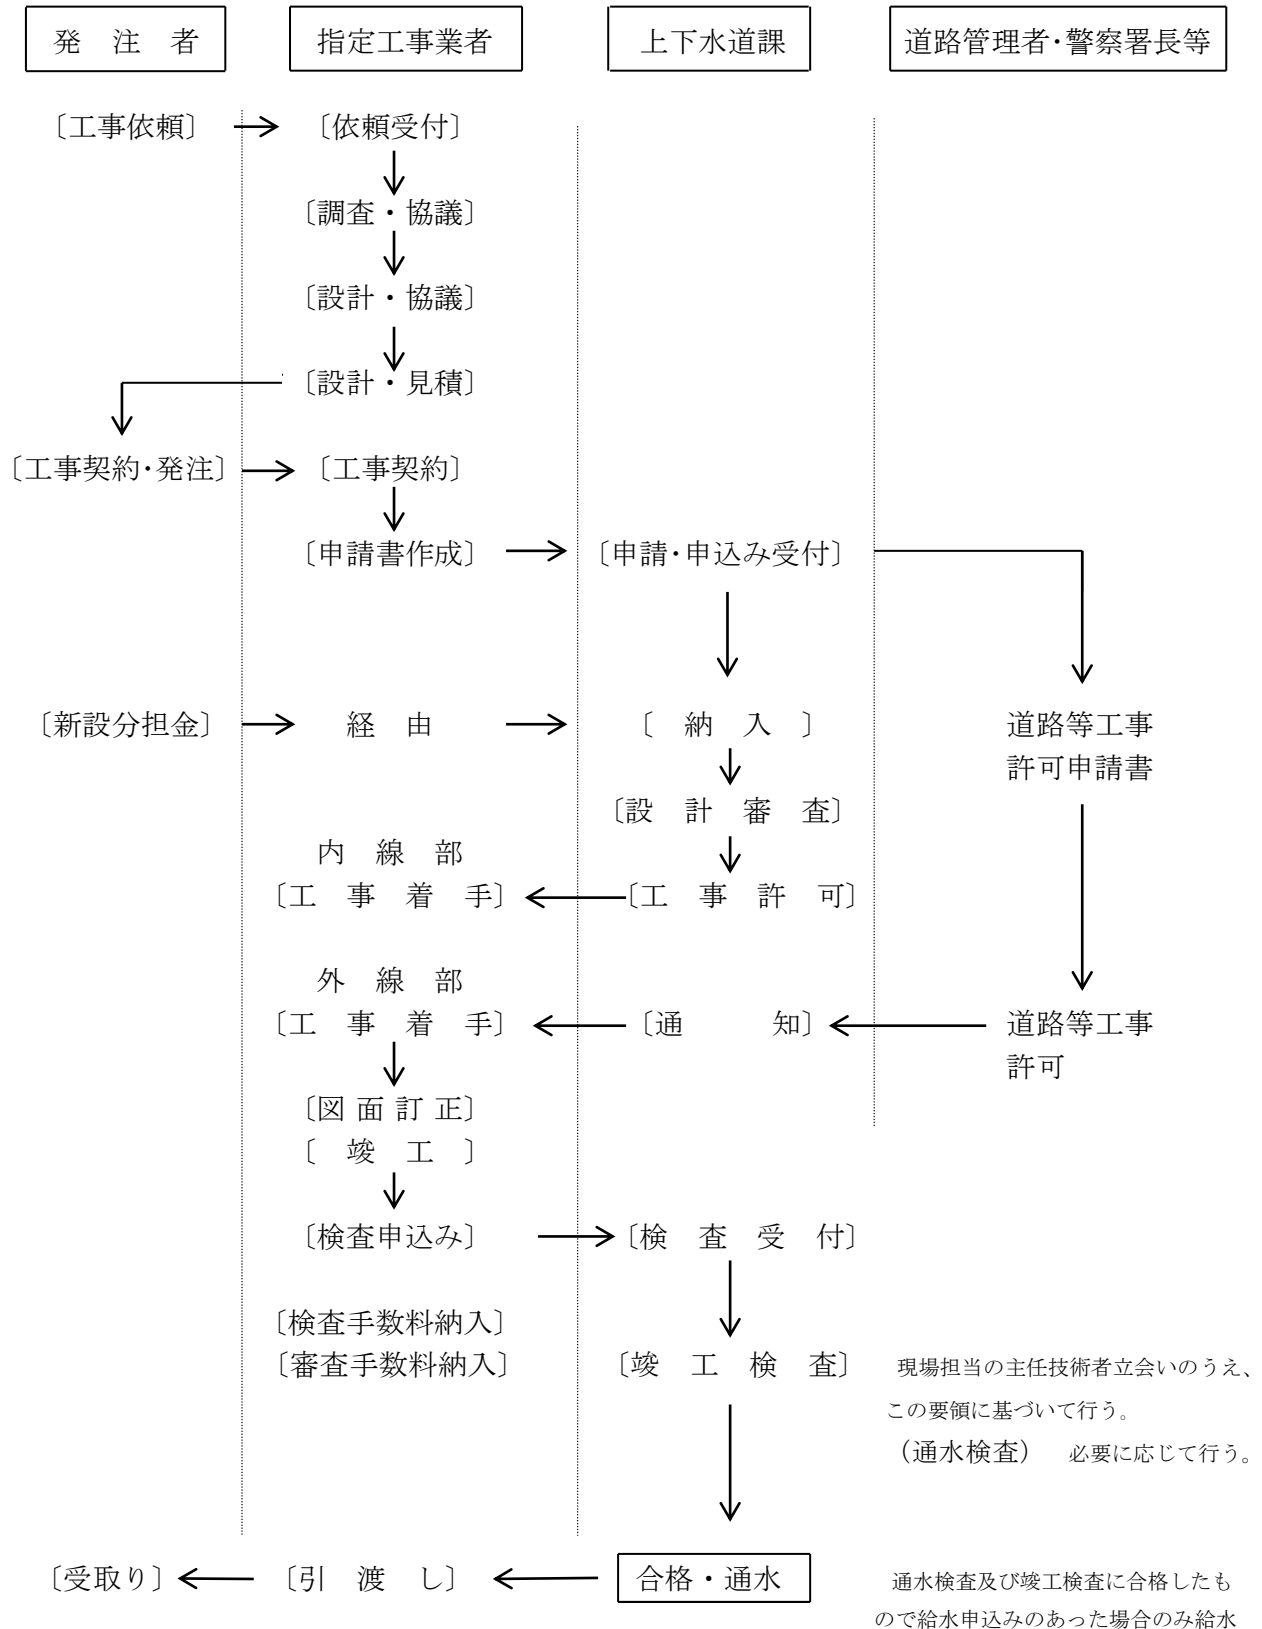 発　注　者　　指定工事業者　　上下水道課　　道路管理者・警察署長等
〔工事依頼〕　　〔依頼受付〕
〔調査・協議〕
〔設計・協議〕
〔設計・見積〕
〔工事契約・発注〕　　〔工事契約〕
〔申請書作成〕　　〔申請・申込み受付〕
〔新設分担金〕　　経　由　　〔　納　入　〕　　道路等工事
許可申請書
〔設　計　審　査〕
内　線　部
〔工　事　着　手〕　　〔工　事　許　可〕
外　線　部
〔工　事　着　手〕　　〔通　　　知〕　　道路等工事
許可
〔図 面 訂 正〕
〔　竣　工　〕
〔検査申込み〕　　〔検　査　受　付〕
〔検査手数料納入〕
〔審査手数料納入〕　　〔竣　工　検　査〕　　現場担当の主任技術者立会いのうえ、
この要領に基づいて行う。
（通水検査）　必要に応じて行う。
〔受取り〕　　〔引　渡　し〕　　合格・通水　　通水検査及び竣工検査に合格したも
ので給水申込みのあった場合のみ給水